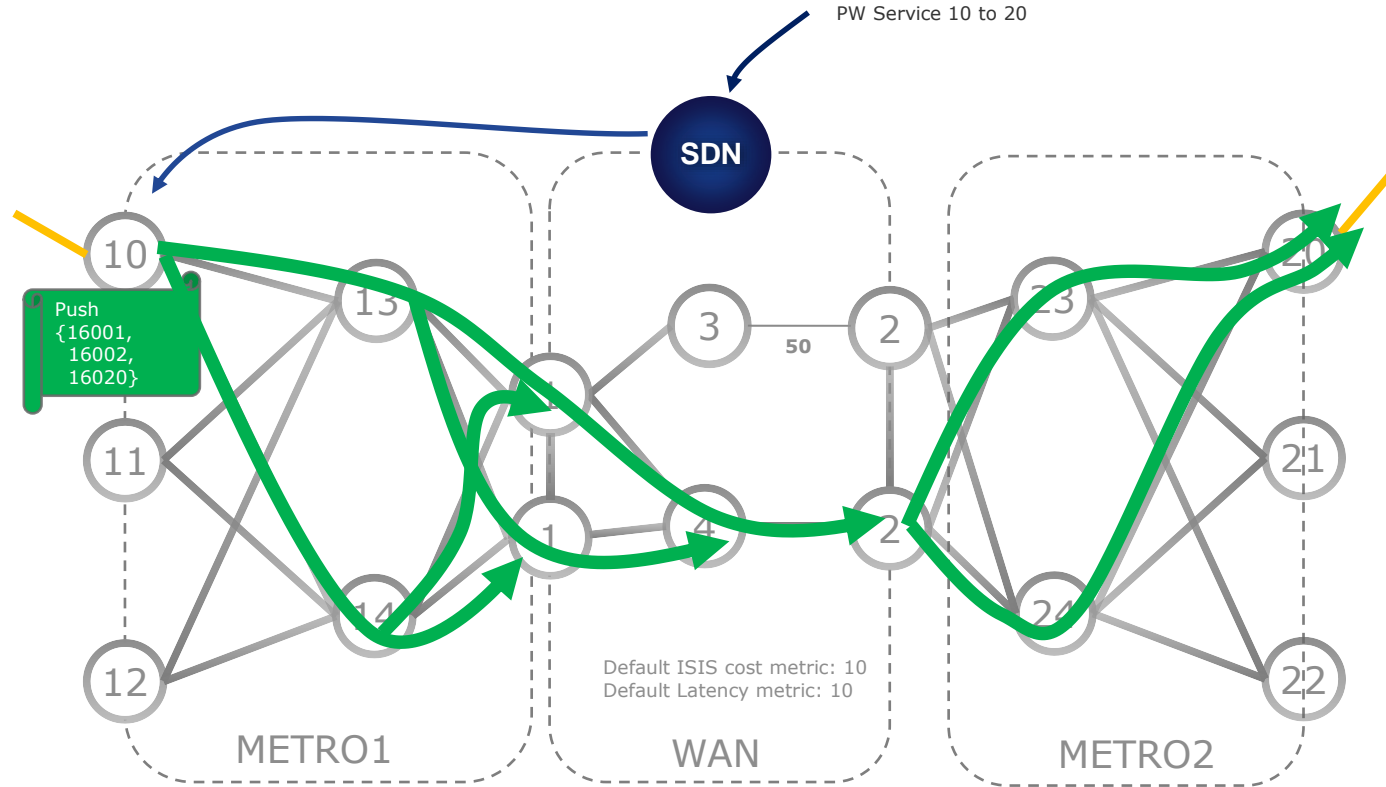 PW Service 10 to 20
SDN
10
Push
{16001,
16002,
16020}
13
20
23
3
50
2
1
1
11
21
4
2
14
24
12
22
Default ISIS cost metric: 10
Default Latency metric: 10
METRO1
WAN
METRO2